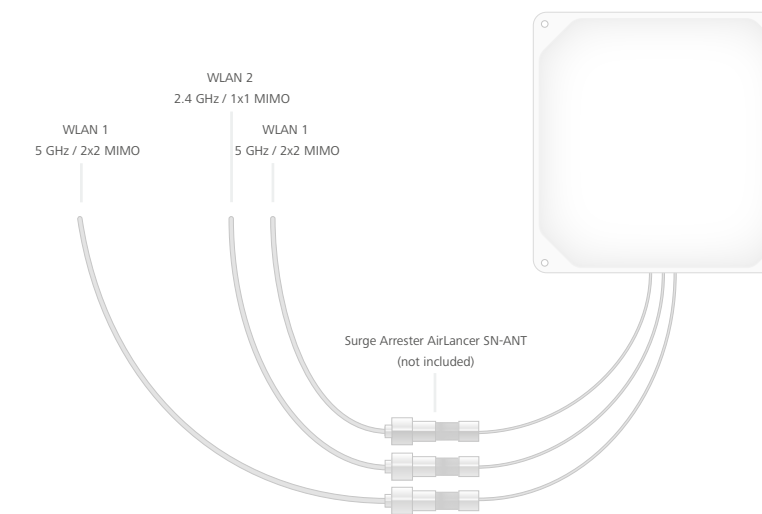 WLAN 2
2.4 GHz / 1x1 MIMO
WLAN 1
5 GHz / 2x2 MIMO
WLAN 1
5 GHz / 2x2 MIMO
Surge Arrester AirLancer SN-ANT
(not included)